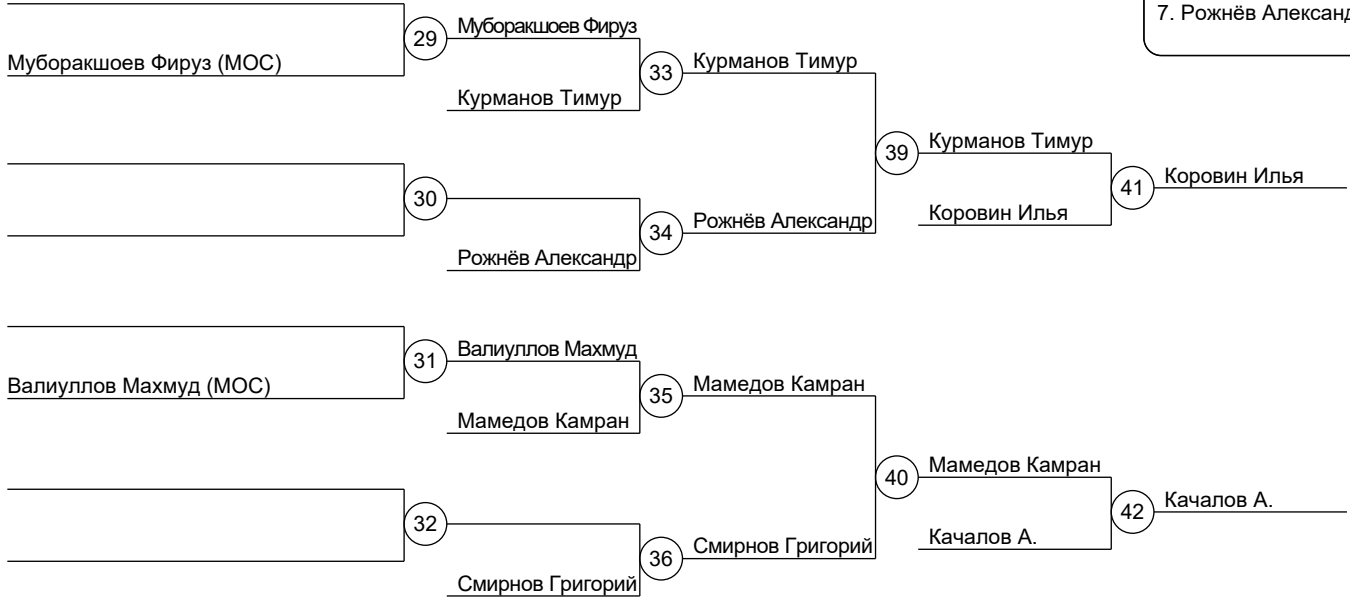 7. Рожнёв Александ
29
Муборакшоев Фируз
Муборакшоев Фируз (МОС)
33
Курманов Тимур
Курманов Тимур
39
Курманов Тимур
41
Коровин Илья
30
Коровин Илья
34
Рожнёв Александр
Рожнёв Александр
31
Валиуллов Махмуд
Валиуллов Махмуд (МОС)
35
Мамедов Камран
Мамедов Камран
40
Мамедов Камран
42
Качалов А.
32
Качалов А.
36
Смирнов Григорий
Смирнов Григорий